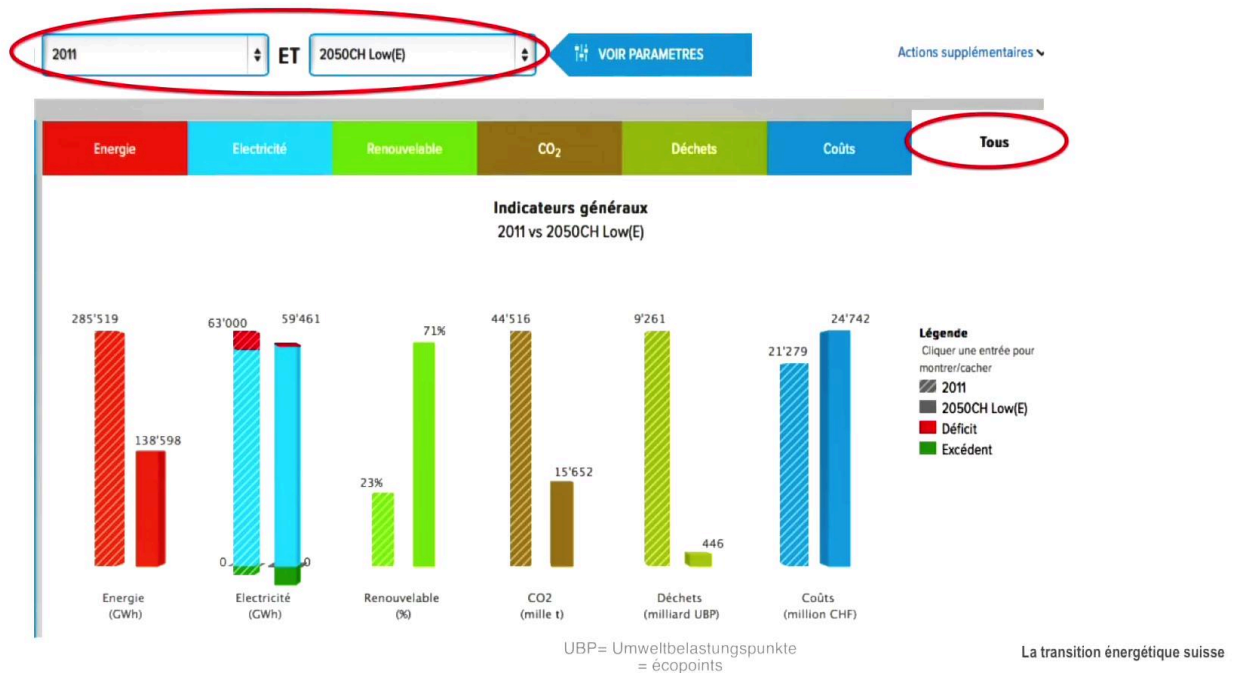 2011 ET 2050CH Low(E) VOIR PARAMETRES Actions supplémentaires
Energie Electricité Renouvelable CO2 Déchets Coûts Tous
Indicateurs généraux
2011 vs 2050CH Low(E)
285'519 63'000 59'461 71% 44'516 9'261 24'742
21'279
138'598
23% 15'652
446
0 0
Légende
Cliquer une entrée pour
montrer/cacher
2011
2050CH Low(E)
Déficit
Excédent
Energie Electricité Renouvelable CO2 Déchets Coûts
(GWh) (GWh) (%) (mille t) (milliard UBP) (million CHF)
UBP= Umweltbelastungspunkte
= écopoints
La transition énergétique suisse